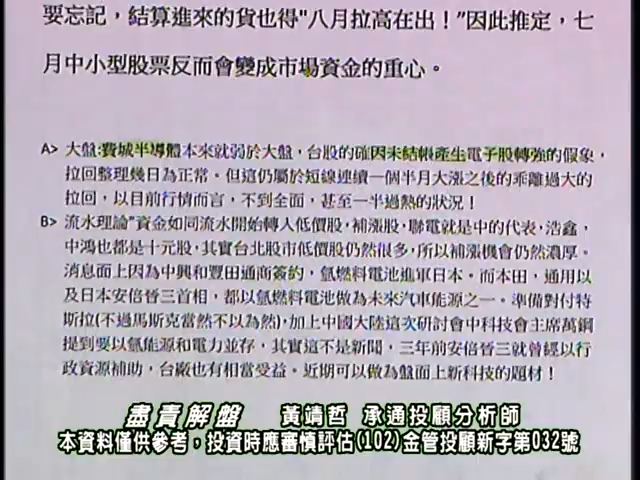 要忘記，結算進來的貨也得"八月拉高在出！"因此推定，七
月中小型股票反而會變成市場資金的重心。
A> 大盤:費城半導體本來就弱於大盤，台股的確因未結帳產生電子股轉強的假象，
拉回整理幾日為正常。但這仍屬於短線連續一個半月大漲之後的乖離過大的
拉回，以目前行情而言，不到全面，甚至一半過熱的狀況！
B> 流水理論"資金如同流水開始轉入低價股，補漲股，聯電就是中的代表，浩鑫，
中鴻也都是十元股，其實台北股市低價股仍然很多，所以補漲機會仍然濃厚。
消息面上因為中興和豐田通商簽約，氫燃料電池進軍日本。而本田，通用以
及日本安倍晉三首相，都以氫燃料電池做為未來汽車能源之一。準備對付特
斯拉(不過馬斯克當然不以為然)，加上中國大陸這次研討會中科技會主席萬鋼
提到要以氫能源和電力並存，其實這不是新聞，三年前安倍晉三就曾經以行
政資源補助，台廠也有相當受益。近期可以做為盤面上新科技的題材！
盡責解盤 黃靖哲 承通投顧分析師
本資料僅供參考，投資時應審慎評估(102)金管投顧新字第032號